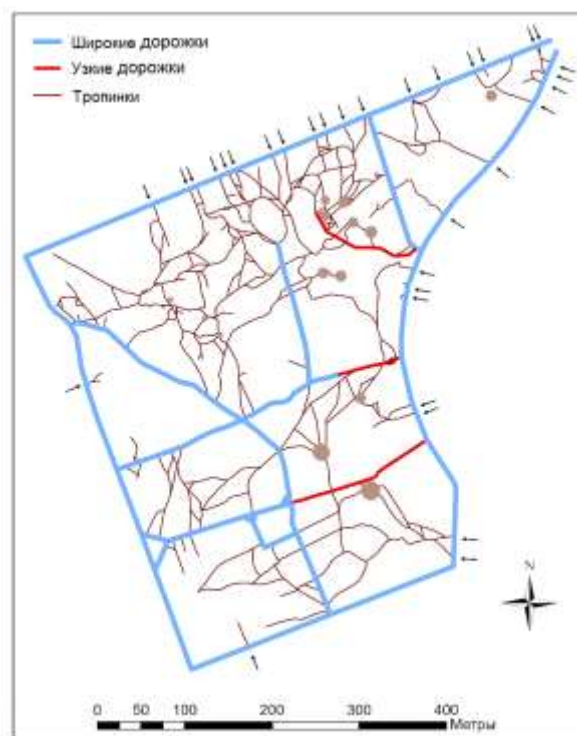 Широкие дорожки
Узкие дорожки
Тропинки
N
0 50 100 200 300 400
Метры